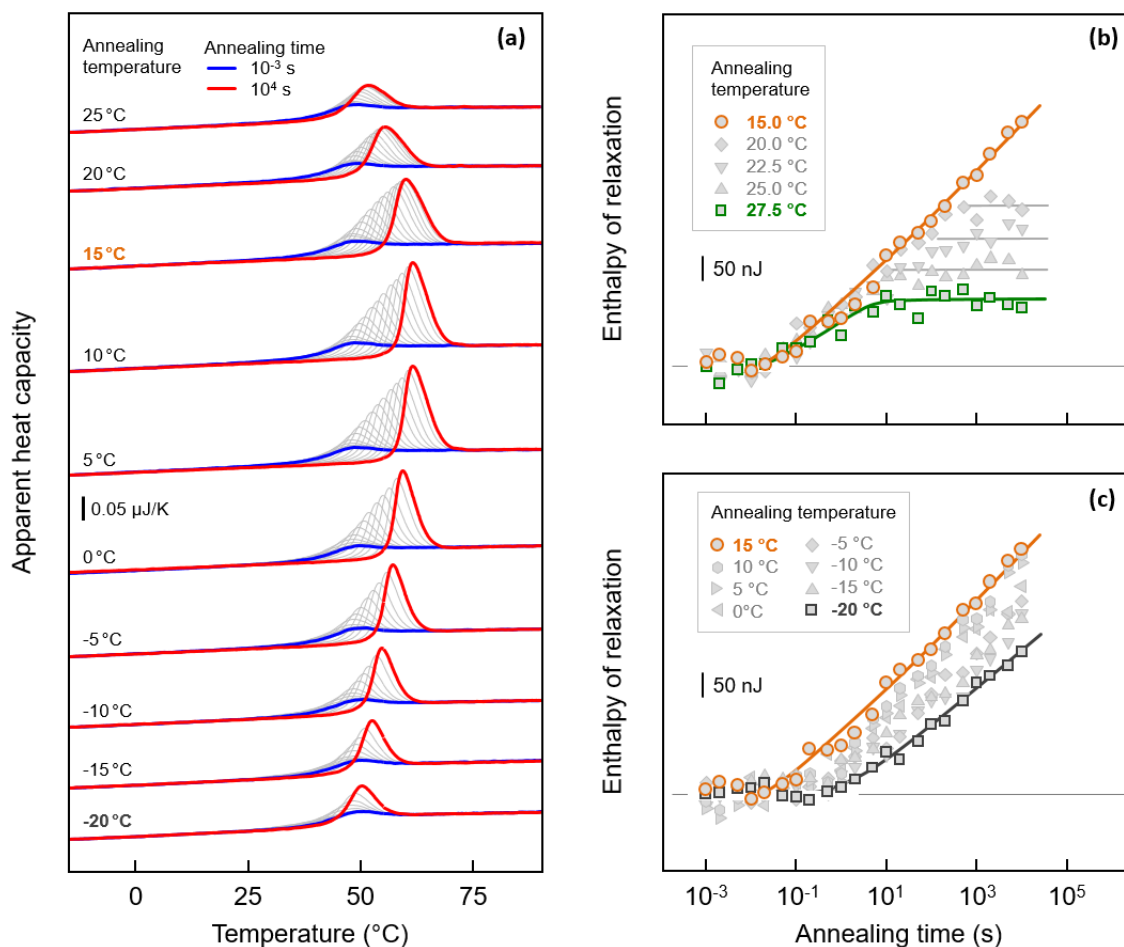 (a)
Annealing temperature
Annealing time
10⁻³ s
10⁴ s
25 °C
20 °C
15 °C
10 °C
5 °C
0.05 µJ/K
0 °C
-5 °C
-10 °C
-15 °C
-20 °C
Apparent heat capacity
0
25
50
75
Temperature (°C)
(b)
Annealing
temperature
15.0 °C
20.0 °C
22.5 °C
25.0 °C
27.5 °C
50 nJ
Enthalpy of relaxation
(c)
Annealing temperature
15 °C
-5 °C
10 °C
-10 °C
5 °C
-15 °C
0°C
-20 °C
50 nJ
Enthalpy of relaxation
10⁻³
10⁻¹
10¹
10³
10⁵
Annealing time (s)